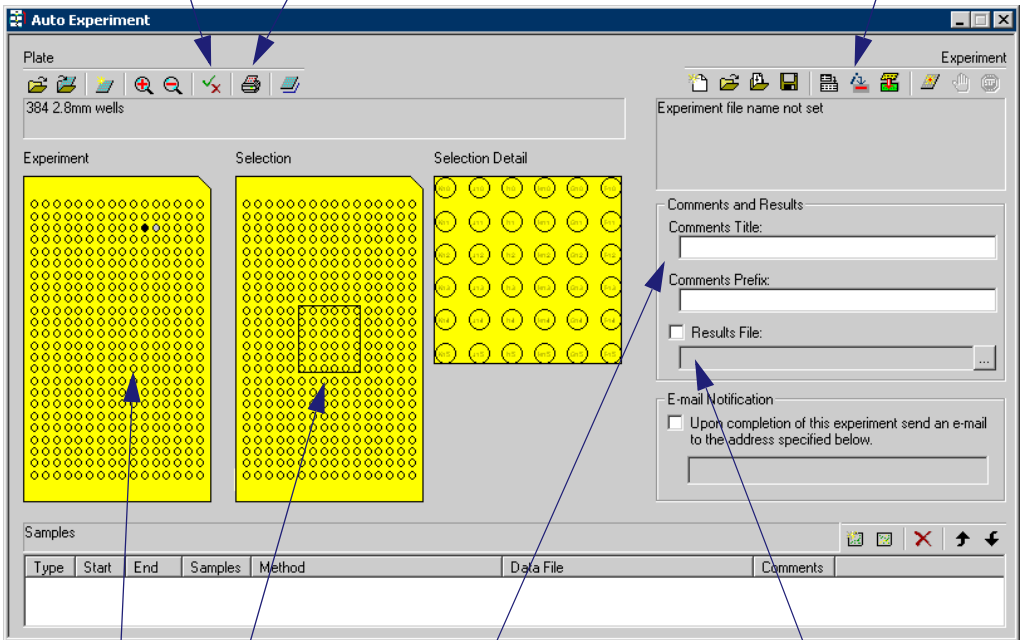 Auto Experiment
Plate
Experiment
384 2.8mm wells
Experiment file name not set
Experiment
Selection
Selection Detail
Comments and Results
Comments Title:
Comments Prefix:
Results File:
...
E-mail Notification
Upon completion of this experiment send an e-mail
to the address specified below.
Samples
Type Start End Samples Method Data File Comments